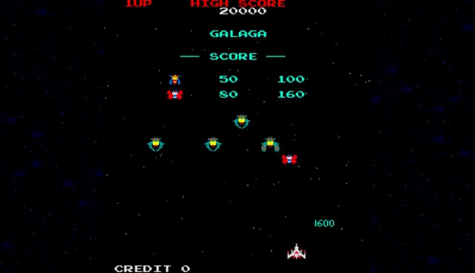 1UP HIGH SCORE
20000
GALAGA
— SCORE —
50 100
80 160
1600
CREDIT 0